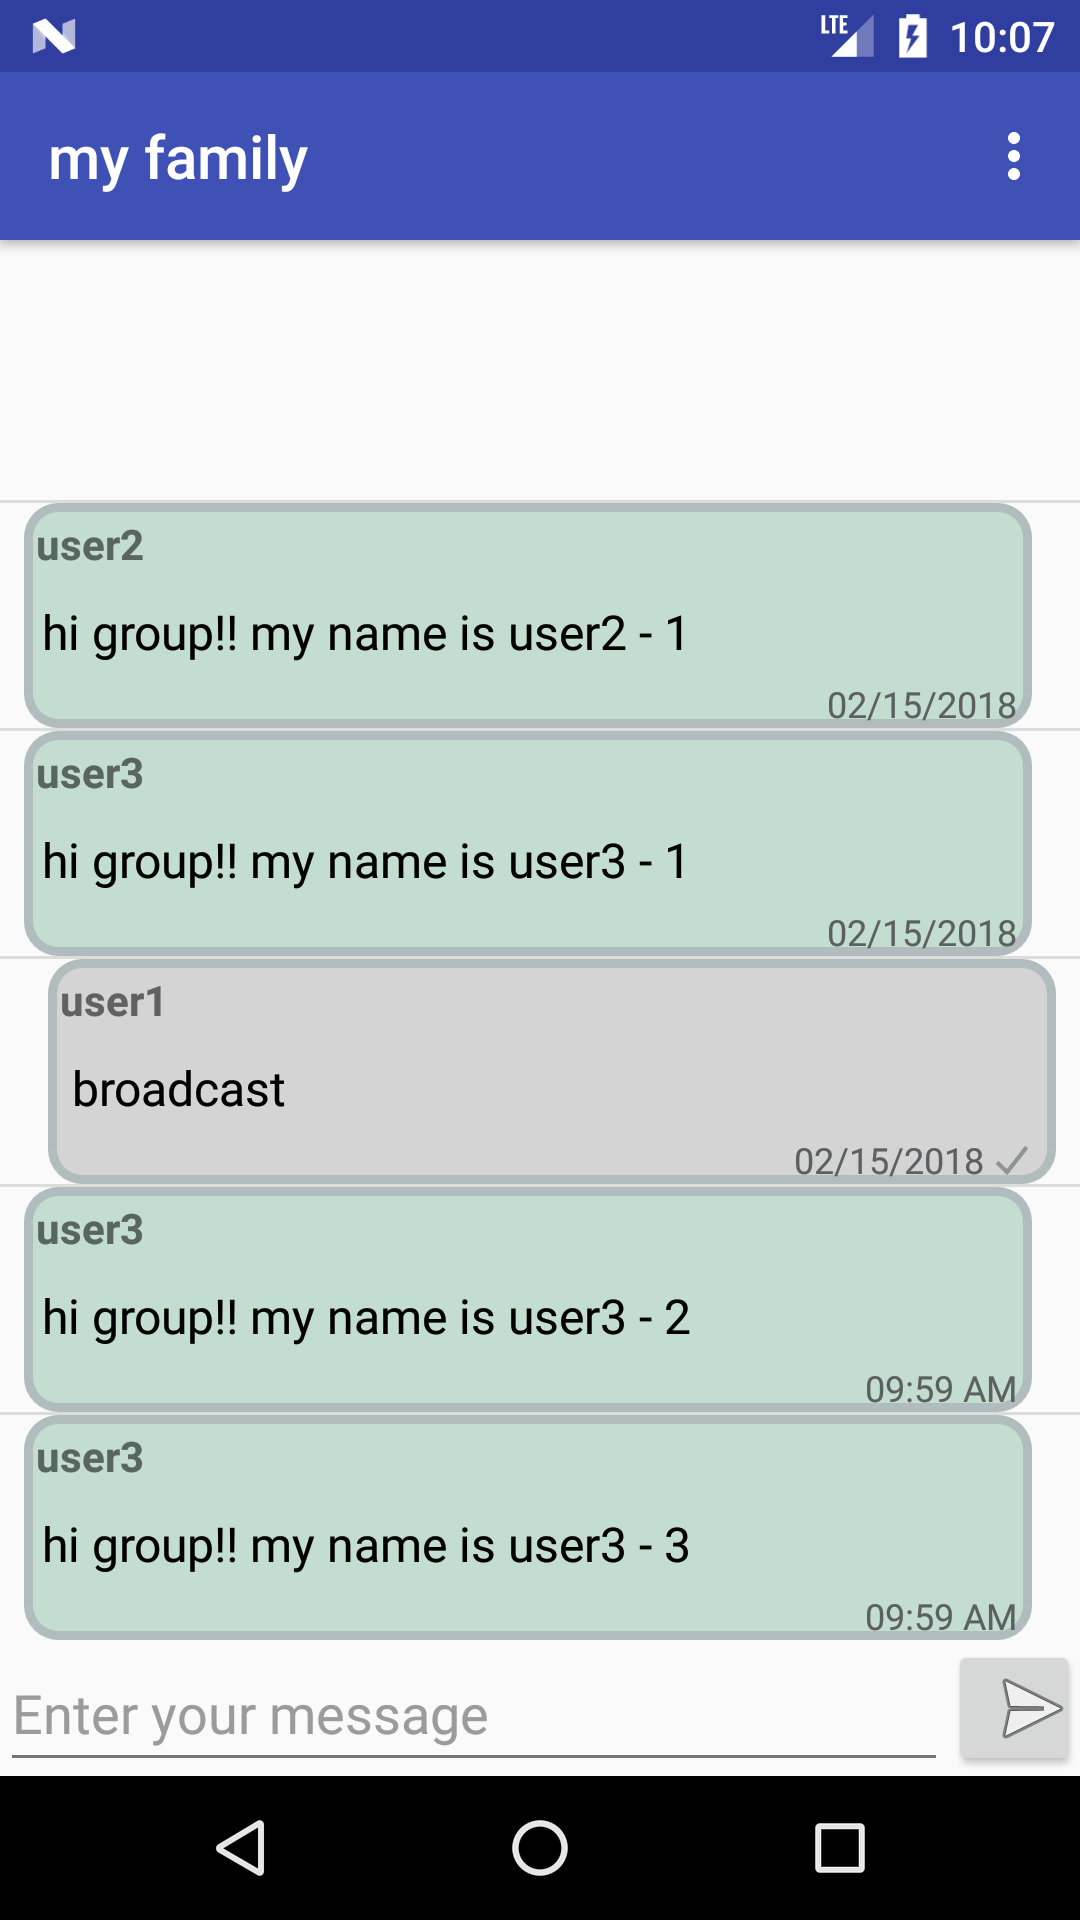 LTE 10:07
my family
user2
hi group!! my name is user2 - 1
02/15/2018
user3
hi group!! my name is user3 - 1
02/15/2018
user1
broadcast
02/15/2018
user3
hi group!! my name is user3 - 2
09:59 AM
user3
hi group!! my name is user3 - 3
09:59 AM
Enter your message